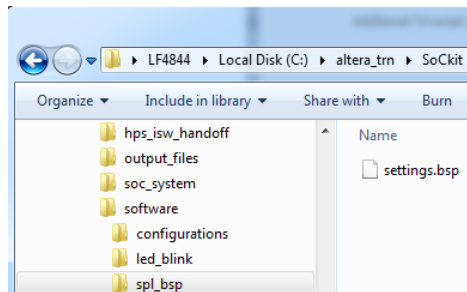 LF4844 Local Disk (C:) altera_trn SoCkit
Organize Include in library Share with Burn
hps_isw_handoff
output_files
soc_system
software
configurations
led_blink
spl_bsp
Name
settings.bsp